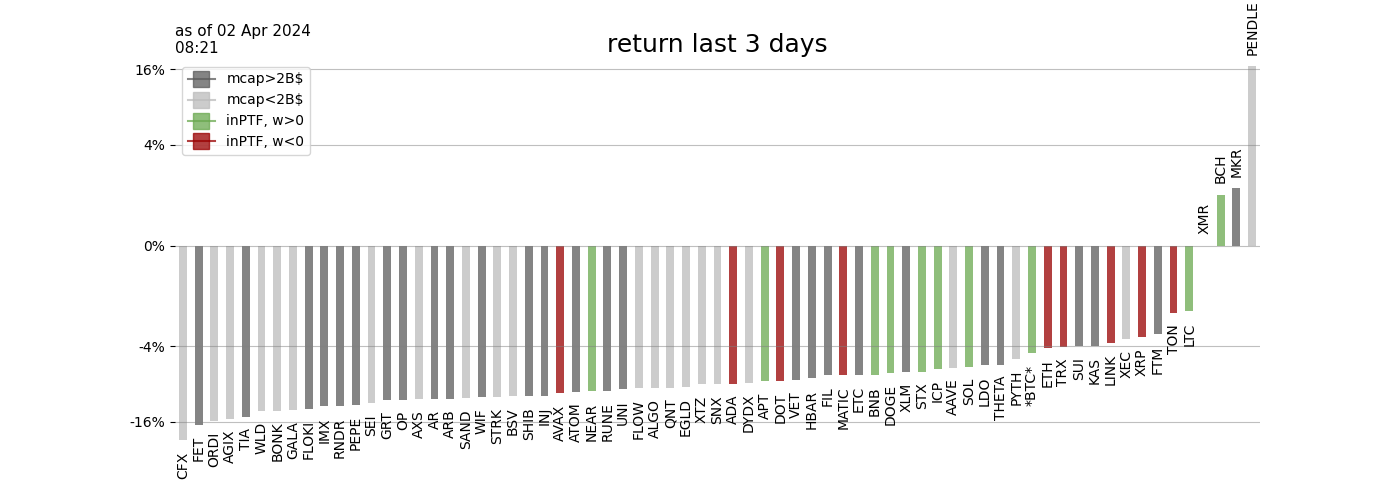 as of 02 Apr 2024
08:21
return last 3 days
PENDLE
16%
4%
0%
-4%
-16%
mcap>2B$
mcap<2B$
inPTF, w>0
inPTF, w<0
CFX
FET
ORDI
AGIX
TIA
WLD
BONK
GALA
FLOKI
IMX
RNDR
PEPE
SEI
GRT
OP
AXS
AR
ARB
SAND
WIF
STRK
BSV
SHIB
INJ
AVAX
ATOM
NEAR
RUNE
UNI
FLOW
ALGO
QNT
EGLD
XTZ
SNX
ADA
DYDX
APT
DOT
VET
HBAR
FIL
MATIC
ETC
BNB
DOGE
XLM
STX
ICP
AAVE
SOL
LDO
THETA
PYTH
*BTC*
ETH
TRX
SUI
KAS
LINK
XEC
XRP
FTM
TON
LTC
XMR
BCH
MKR